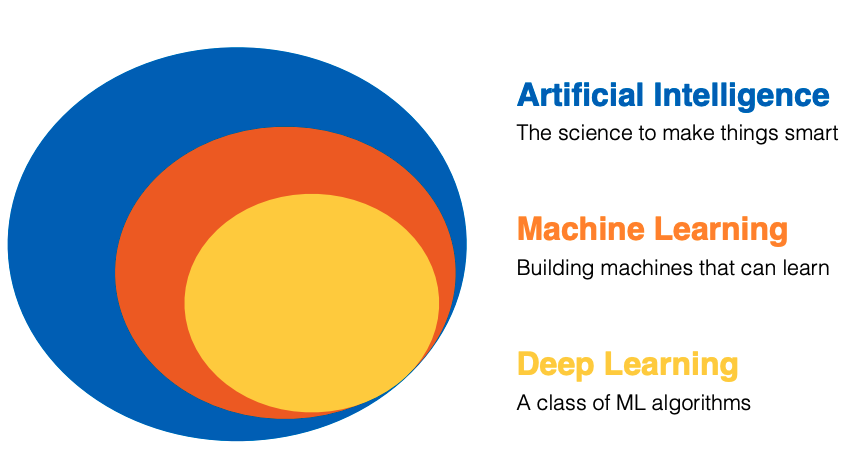 Artificial Intelligence
The science to make things smart
Machine Learning
Building machines that can learn
Deep Learning
A class of ML algorithms